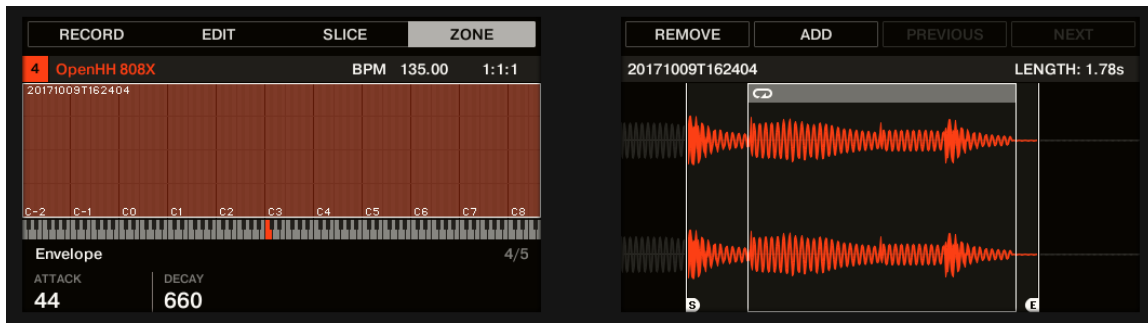 RECORD EDIT SLICE ZONE
4 OpenHH 808X BPM 135.00 1:1:1
20171009T162404
C-2 C-1 C0 C1 C2 C3 C4 C5 C6 C7 C8
Envelope 4/5
ATTACK DECAY
44 660
REMOVE ADD PREVIOUS NEXT
20171009T162404 LENGTH: 1.78s
S E